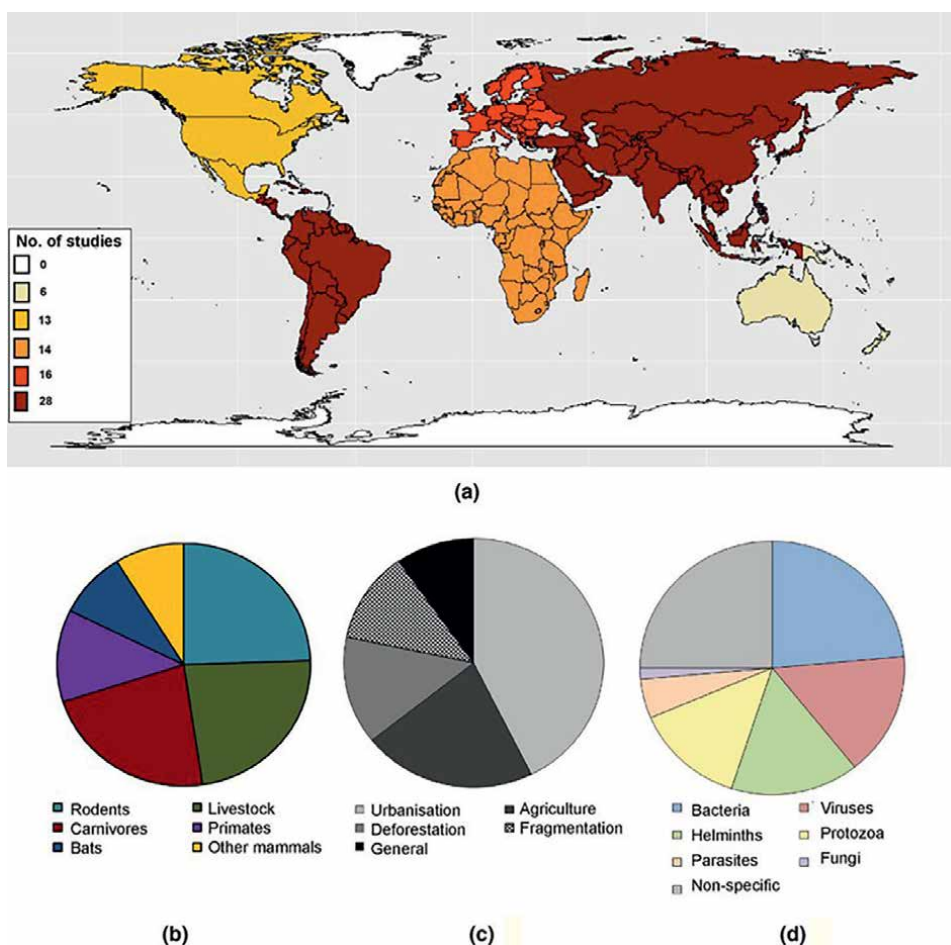 No. of studies
0
6
13
14
16
28
(a)
Rodents Livestock
Carnivores Primates
Bats Other mammals
(b)
Urbanisation Agriculture
Deforestation Fragmentation
General
(c)
Bacteria Viruses
Helminths Protozoa
Parasites Fungi
Non-specific
(d)